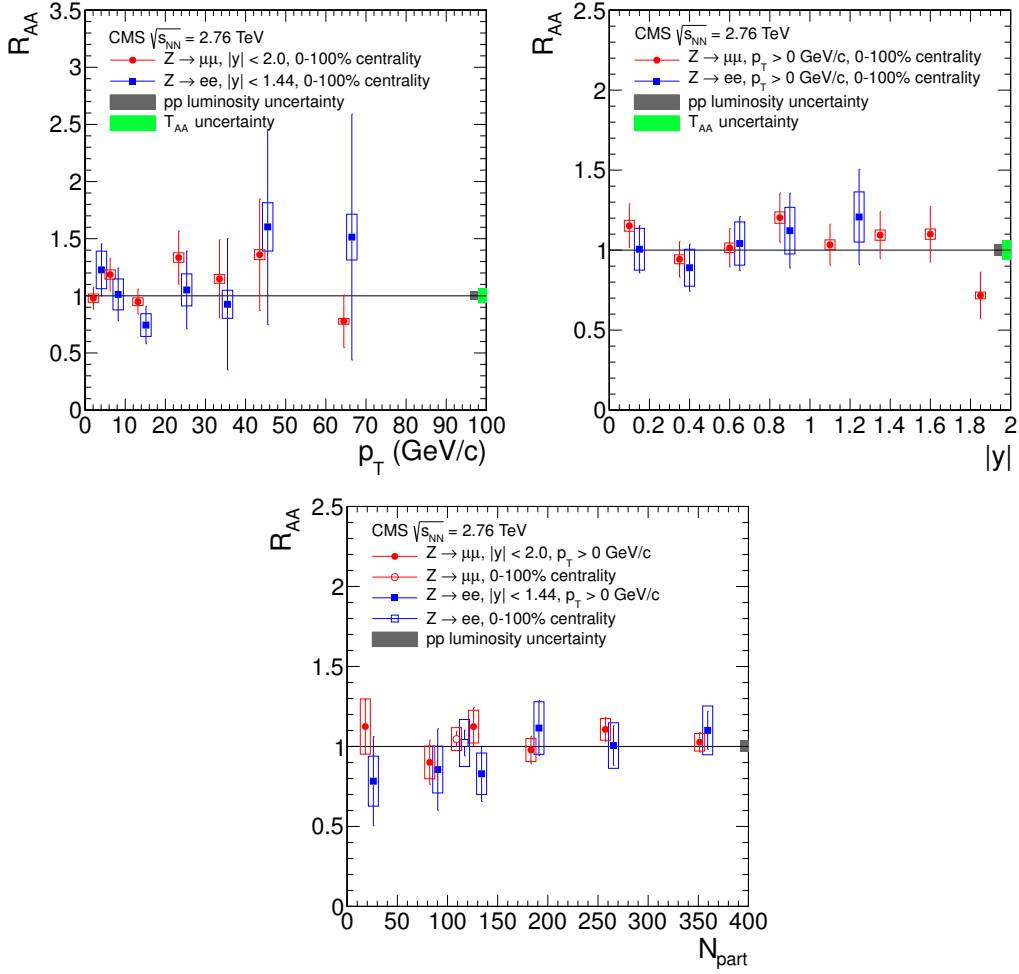 R_AA
3.5
3
2.5
2
1.5
1
0.5
0
CMS √s_NN = 2.76 TeV
Z → μμ, |y| < 2.0, 0-100% centrality
Z → ee, |y| < 1.44, 0-100% centrality
pp luminosity uncertainty
T_AA uncertainty
0 10 20 30 40 50 60 70 80 90 100
p_T (GeV/c)
R_AA
2.5
2
1.5
1
0.5
0
CMS √s_NN = 2.76 TeV
Z → μμ, p_T > 0 GeV/c, 0-100% centrality
Z → ee, p_T > 0 GeV/c, 0-100% centrality
pp luminosity uncertainty
T_AA uncertainty
0 0.2 0.4 0.6 0.8 1 1.2 1.4 1.6 1.8 2
|y|
R_AA
2.5
2
1.5
1
0.5
0
CMS √s_NN = 2.76 TeV
Z → μμ, |y| < 2.0, p_T > 0 GeV/c
Z → μμ, 0-100% centrality
Z → ee, |y| < 1.44, p_T > 0 GeV/c
Z → ee, 0-100% centrality
pp luminosity uncertainty
0 50 100 150 200 250 300 350 400
N_part